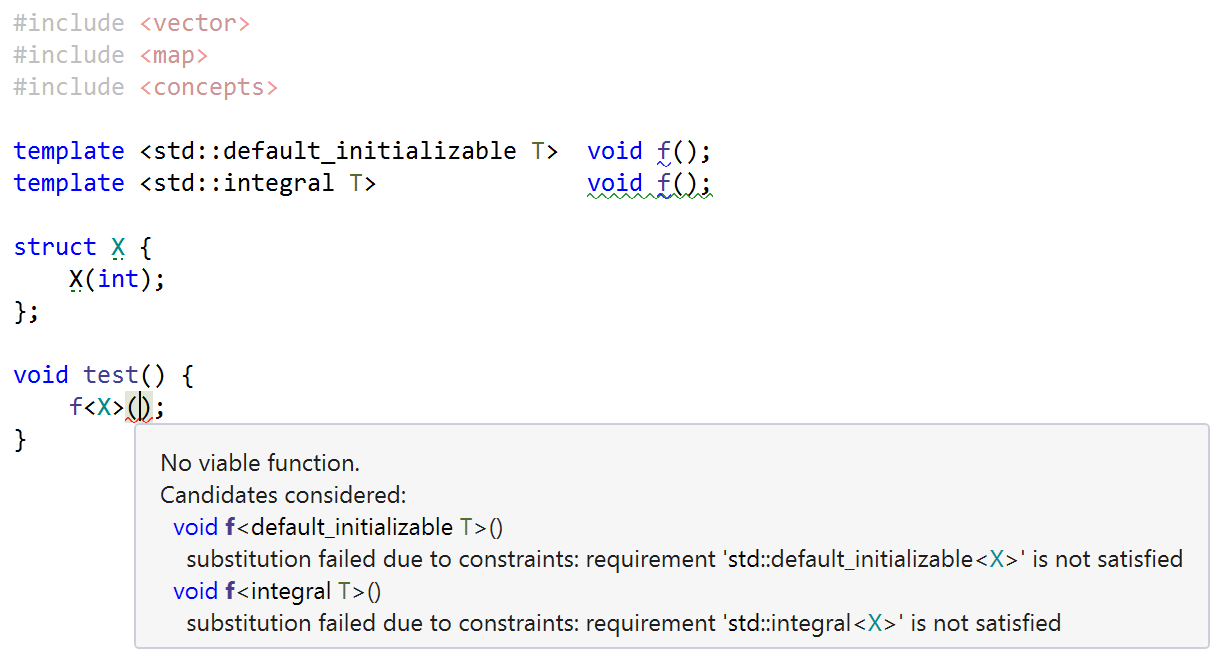 #include <vector>
#include <map>
#include <concepts>
template <std::default_initializable T>  void f();
template <std::integral T>               void f();
struct X {
    X(int);
};
void test() {
    f<X>();
}
No viable function.
Candidates considered:
void f<default_initializable T>()
substitution failed due to constraints: requirement 'std::default_initializable<X>' is not satisfied
void f<integral T>()
substitution failed due to constraints: requirement 'std::integral<X>' is not satisfied